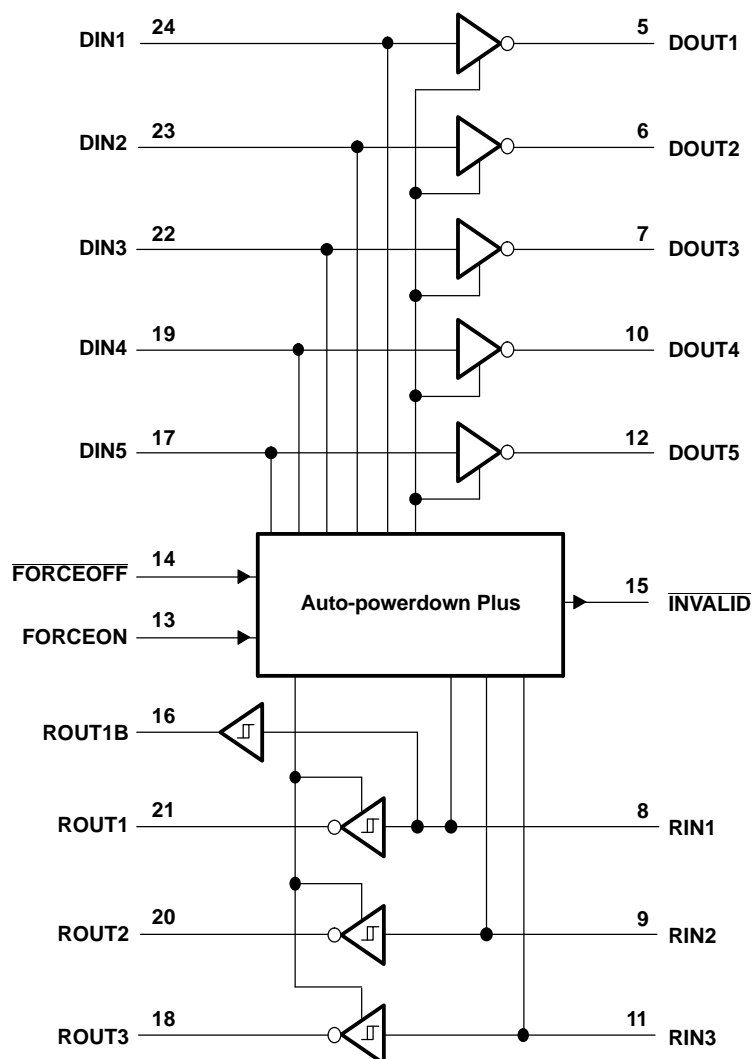 DIN1 24 5 DOUT1
DIN2 23 6 DOUT2
DIN3 22 7 DOUT3
DIN4 19 10 DOUT4
DIN5 17 12 DOUT5
FORCEOFF 14
Auto-powerdown Plus
15 INVALID
FORCEON 13
ROUT1B 16
ROUT1 21 8 RIN1
ROUT2 20 9 RIN2
ROUT3 18 11 RIN3